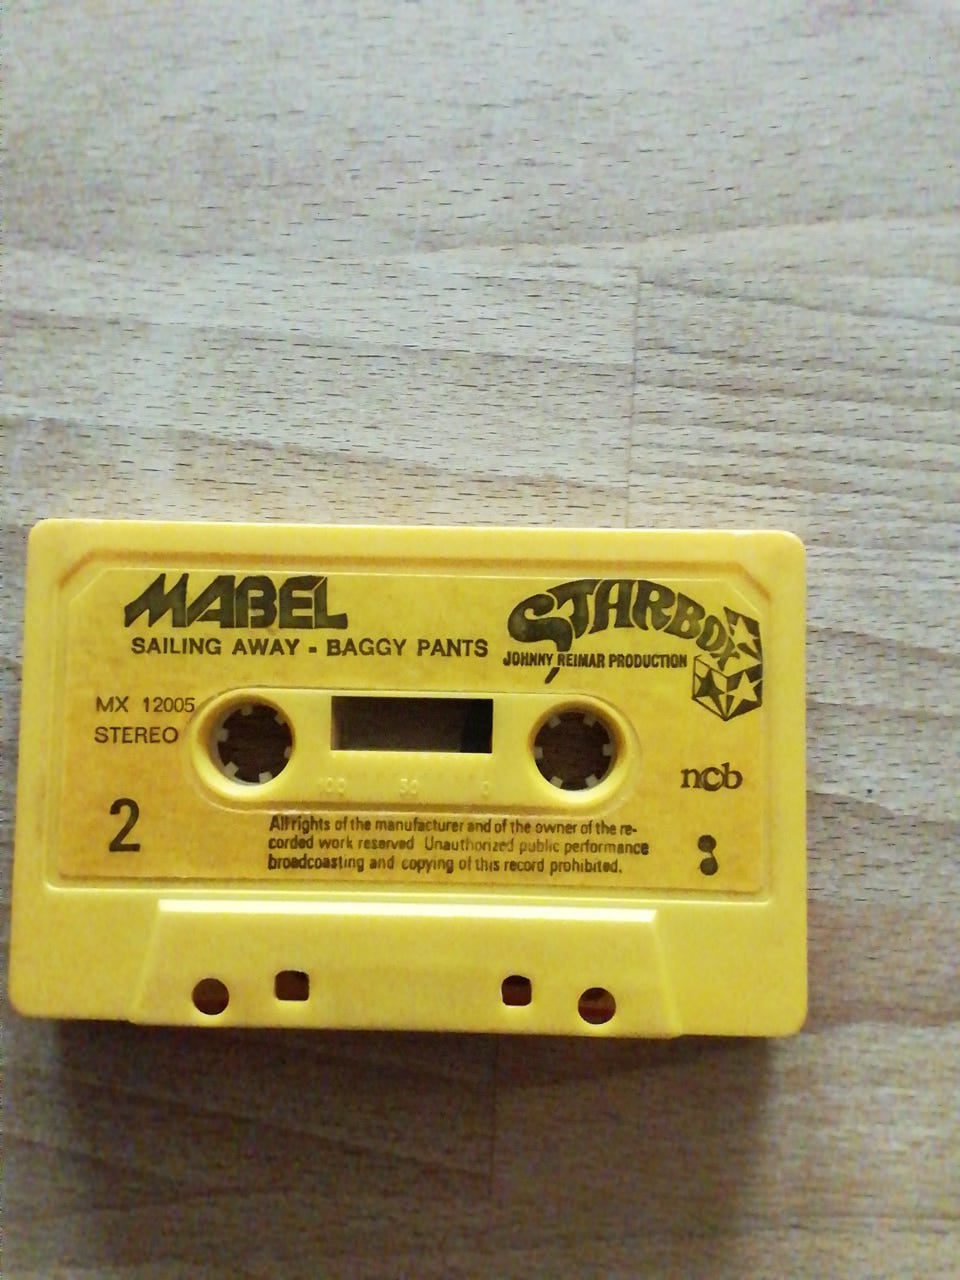 MABEL
SAILING AWAY - BAGGY PANTS
STARBOX
JOHNNY REIMAR PRODUCTION
MX 12005
STEREO
100 50 0
ncb
2
All rights of the manufacturer and of the owner of the re-
corded work reserved Unauthorized public performance
broadcasting and copying of this record prohibited.